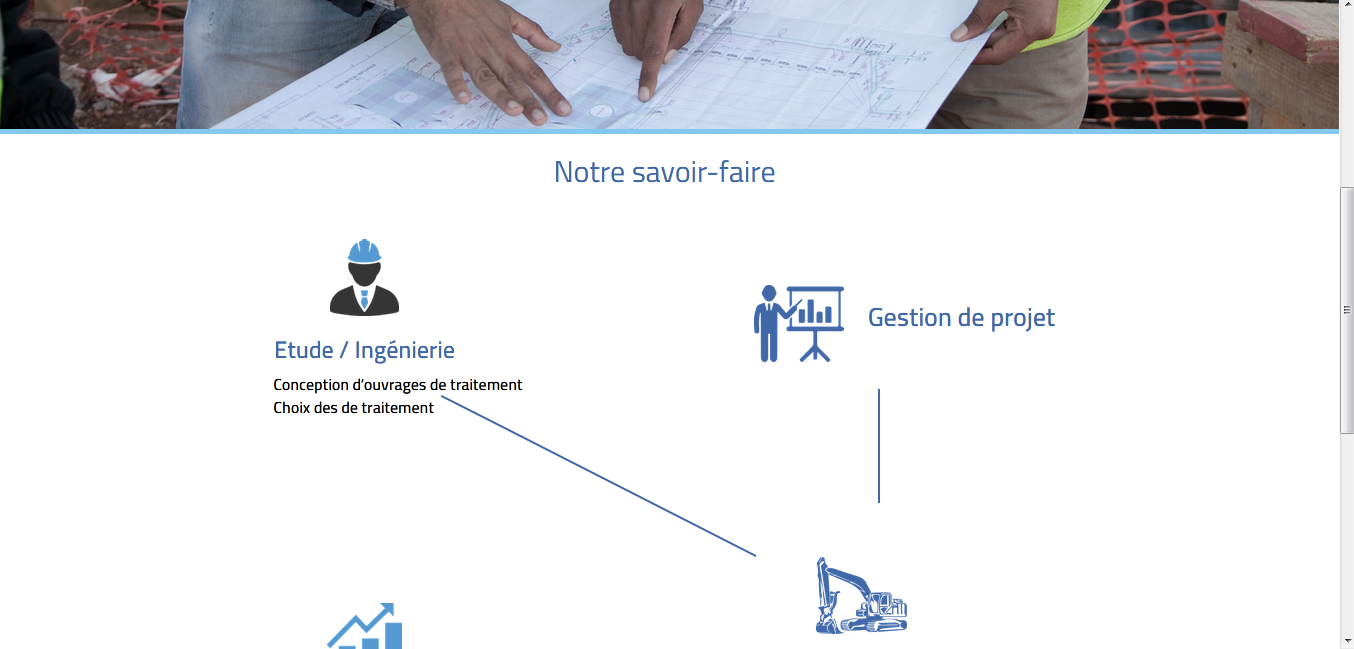 Notre savoir-faire
Etude / Ingénierie
Conception d'ouvrages de traitement
Choix des de traitement
Gestion de projet